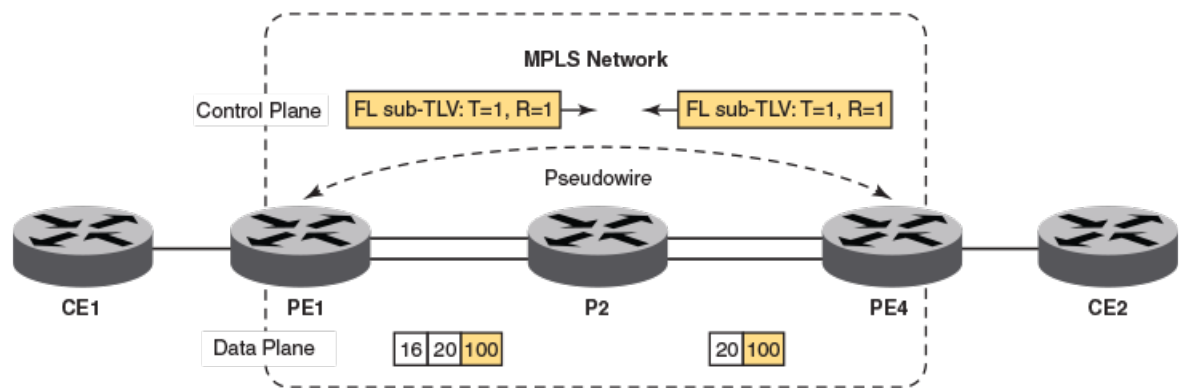 MPLS Network
Control Plane
FL sub-TLV: T=1, R=1
FL sub-TLV: T=1, R=1
Pseudowire
CE1
PE1
P2
PE4
CE2
Data Plane
16 20 100
20 100